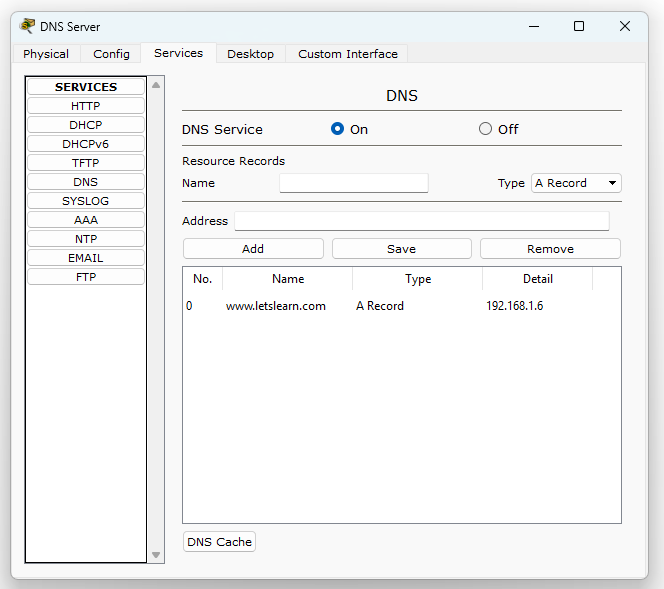 DNS Server
Physical Config Services Desktop Custom Interface
SERVICES
HTTP
DHCP
DHCPv6
TFTP
DNS
SYSLOG
AAA
NTP
EMAIL
FTP
DNS
DNS Service On Off
Resource Records
Name Type A Record
Address
Add Save Remove
No. Name Type Detail
0 www.letslearn.com A Record 192.168.1.6
DNS Cache